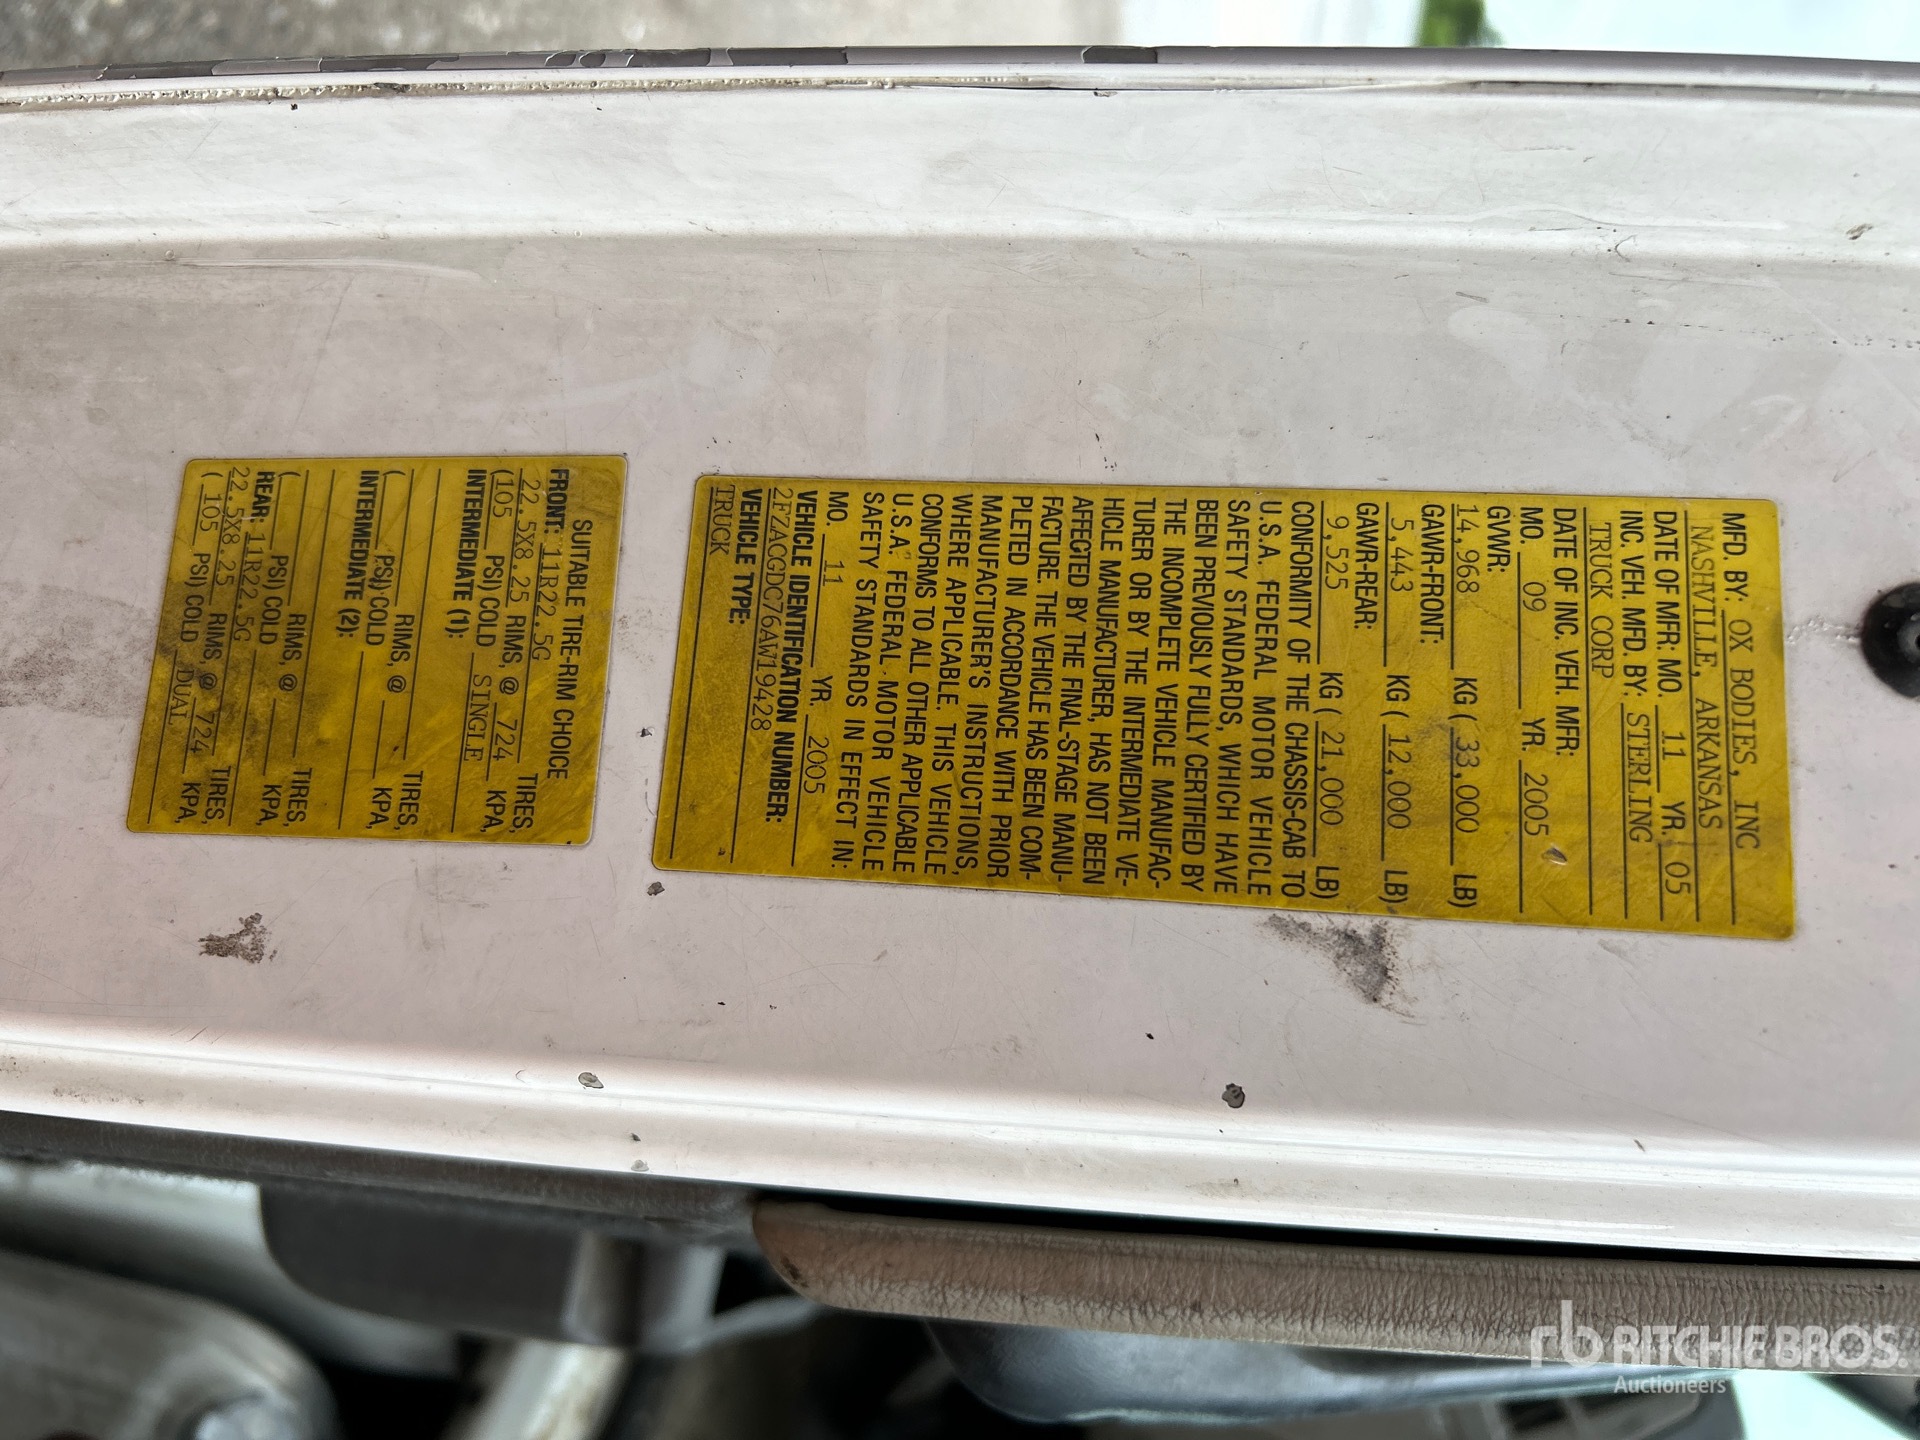 MFD. BY: OX BODIES, INC
NASHVILLE, ARKANSAS
DATE OF MFR: MO. 11 YR. 05
INC. VEH. MFD. BY: STERLING
TRUCK CORP
DATE OF INC. VEH. MFR:
MO. 09 YR. 2005
GVWR:
14,968 KG ( 33,000 LB)
GAWR-FRONT:
5,443 KG ( 12,000 LB)
GAWR-REAR:
9,525 KG ( 21,000 LB)
CONFORMITY OF THE CHASSIS-CAB TO
U.S.A. FEDERAL MOTOR VEHICLE
SAFETY STANDARDS, WHICH HAVE
BEEN PREVIOUSLY FULLY CERTIFIED BY
THE INCOMPLETE VEHICLE MANUFAC-
TURER OR BY THE INTERMEDIATE VE-
HICLE MANUFACTURER, HAS NOT BEEN
AFFECTED BY THE FINAL-STAGE MANU-
FACTURE. THE VEHICLE HAS BEEN COM-
PLETED IN ACCORDANCE WITH PRIOR
MANUFACTURER'S INSTRUCTIONS,
WHERE APPLICABLE. THIS VEHICLE
CONFORMS TO ALL OTHER APPLICABLE
U.S.A. FEDERAL MOTOR VEHICLE
SAFETY STANDARDS IN EFFECT IN:
MO. 11 YR. 2005
VEHICLE IDENTIFICATION NUMBER:
2FZACGDC76AW19428
VEHICLE TYPE:
TRUCK
SUITABLE TIRE-RIM CHOICE
FRONT: 11R22.5G TIRES,
22.5X8.25 RIMS, @ 724 KPA,
(105 PSI) COLD SINGLE
INTERMEDIATE (1): TIRES,
RIMS, @ KPA,
( PSI) COLD
INTERMEDIATE (2): TIRES,
RIMS, @ KPA,
( PSI) COLD
REAR: 11R22.5G TIRES,
22.5X8.25 RIMS, @ 724 KPA,
( 105 PSI) COLD DUAL
rb RITCHIE BROS.
Auctioneers